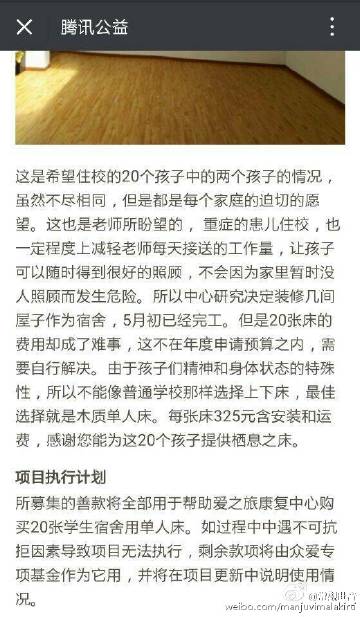 腾讯公益
这是希望住校的20个孩子中的两个孩子的情况，
虽然不尽相同，但是都是每个家庭的迫切的愿
望。这也是老师所盼望的， 重症的患儿住校，也
一定程度上减轻老师每天接送的工作量，让孩子
可以随时得到很好的照顾，不会因为家里暂时没
人照顾而发生危险。所以中心研究决定装修几间
屋子作为宿舍，5月初已经完工。但是20张床的
费用却成了难事，这不在年度申请预算之内，需
要自行解决。由于孩子们精神和身体状态的特殊
性，所以不能像普通学校那样选择上下床，最佳
选择就是木质单人床。每张床325元含安装和运
费，感谢您能为这20个孩子提供栖息之床。
项目执行计划
所募集的善款将全部用于帮助爱之旅康复中心购
买20张学生宿舍用单人床。如过程中中遇不可抗
拒因素导致项目无法执行，剩余款项将由众爱专
项基金作为它用，并将在项目更新中说明使用情
况。
weibo.com/manjuvimalakirti